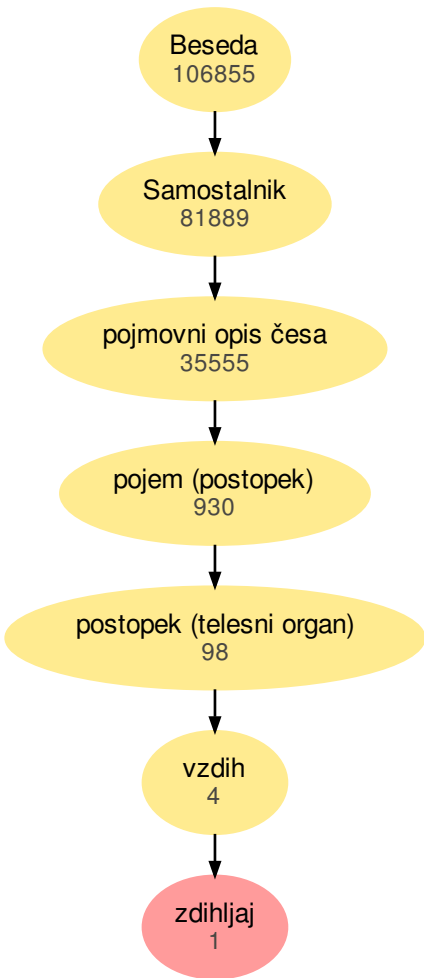 Beseda
106855
Samostalnik
81889
pojmovni opis česa
35555
pojem (postopek)
930
postopek (telesni organ)
98
vzdih
4
zdihljaj
1